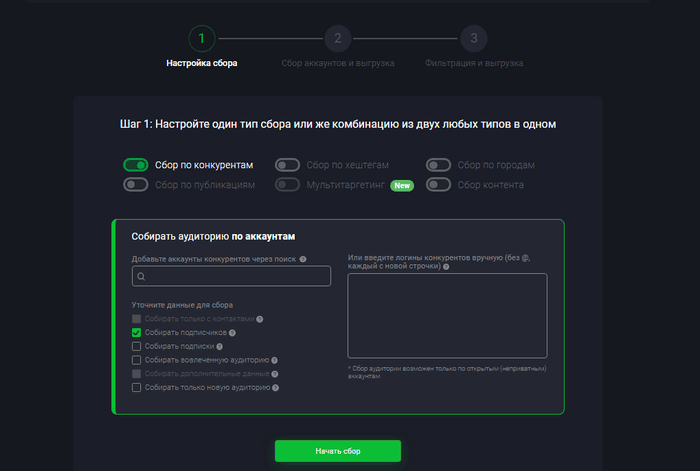 1
2
3
Настройка сбора
Сбор аккаунтов и выгрузка
Фильтрация и выгрузка
Шаг 1: Настройте один тип сбора или же комбинацию из двух любых типов в одном
Сбор по конкурентам
Сбор по хештегам
Сбор по городам
Сбор по публикациям
Мультитаргетинг New
Сбор контента
Собирать аудиторию по аккаунтам
Добавьте аккаунты конкурентов через поиск ?
Уточните данные для сбора
Собирать только с контактами ?
Собирать подписчиков ?
Собирать подписки ?
Собирать вовлеченную аудиторию ?
Собирать дополнительные данные ?
Собирать только новую аудиторию ?
Или введите логины конкурентов вручную (без @,
каждый с новой строчки) ?
* Сбор аудитории возможен только по открытым (неприватным)
аккаунтам
Начать сбор